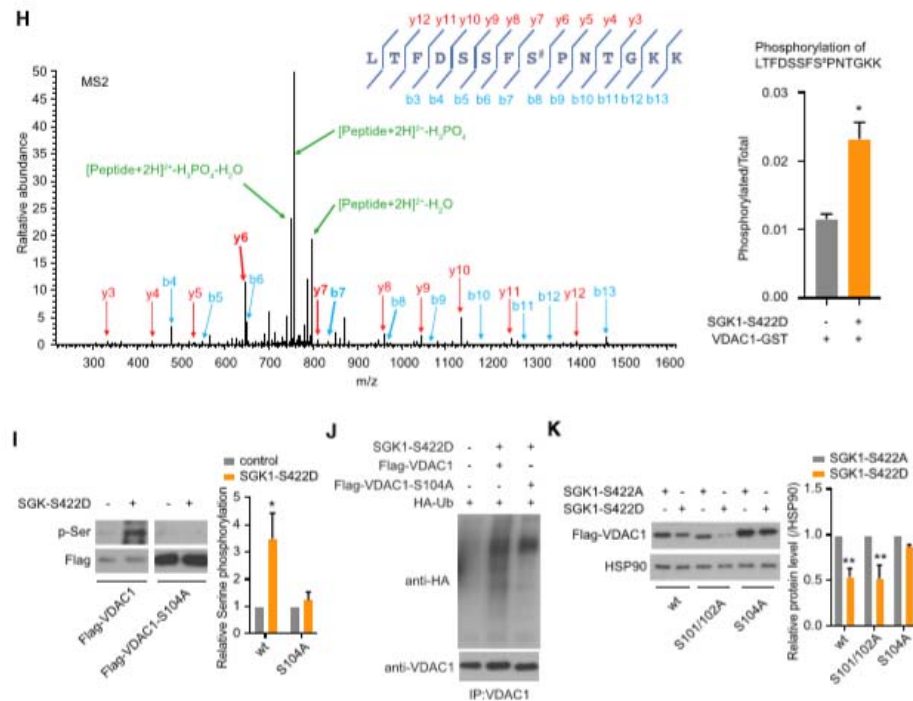 H
y12 y11 y10 y9 y8 y7 y6 y5 y4 y3
L T F D S S F S# P N T G K K
b3 b4 b5 b6 b7 b8 b9 b10 b11 b12 b13
MS2
Raltative abundance
50
45
40
35
30
25
20
15
10
5
0
[Peptide+2H]²⁺-H₃PO₄
[Peptide+2H]²⁺-H₃PO₄-H₂O
[Peptide+2H]²⁺-H₂O
y3 y4 b4 y5 b5 y6 b6 y7 b7 y8 b8 y9 b9 y10 b10 y11 b11 b12 y12 b13
300 400 500 600 700 800 900 1000 1100 1200 1300 1400 1500 1600
m/z
Phosphorylation of
LTFDSSFS#PNTGKK
Phosphorylated/Total
0.03
0.02
0.01
0.00
*
SGK1-S422D - +
VDAC1-GST + +
I
control
SGK1-S422D
SGK-S422D - + - +
p-Ser
Flag
Flag-VDAC1
Flag-VDAC1-S104A
Relative Serine phosphorylation
5
4
3
2
1
0
*
wt
S104A
J
SGK1-S422D - + +
Flag-VDAC1 - + -
Flag-VDAC1-S104A - - +
HA-Ub + + +
anti-HA
anti-VDAC1
IP:VDAC1
K
SGK1-S422A
SGK1-S422D
SGK1-S422A + - + - + -
SGK1-S422D - + - + - +
Flag-VDAC1
HSP90
wt
S101/102A
S104A
Relative protein level (/HSP90)
1.5
1.0
0.5
0.0
** **
wt
S101/102A
S104A